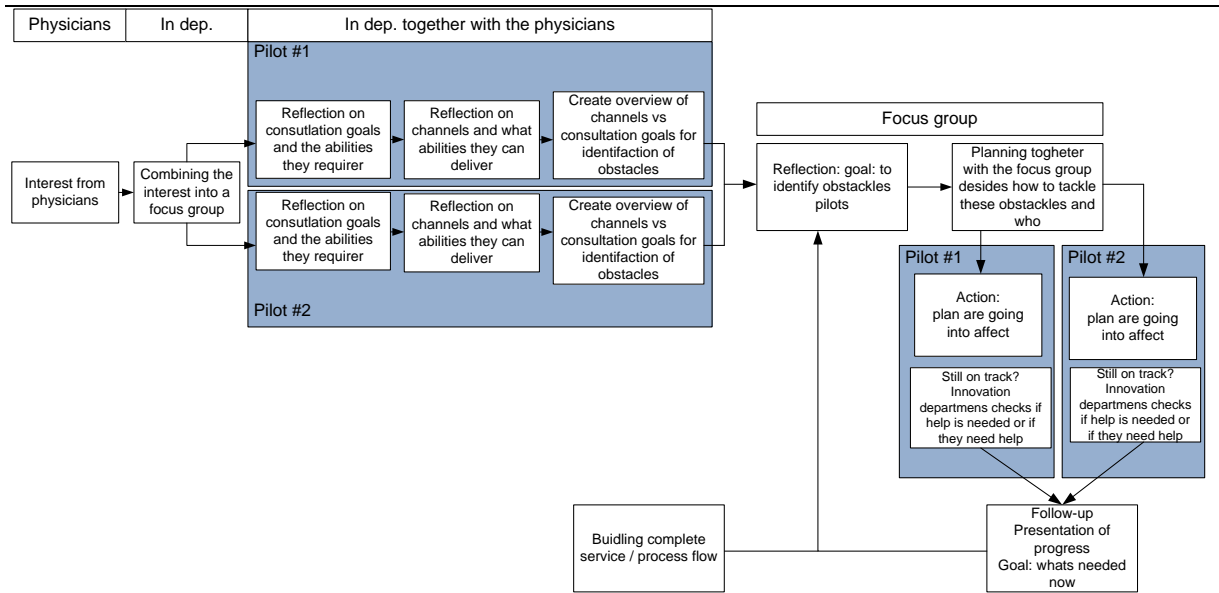 Physicians
In dep.
In dep. together with the physicians
Pilot #1
Reflection on
consutlation goals
and the abilities
they requirer
Reflection on
channels and what
abilities they can
deliver
Create overview of
channels vs
consultation goals for
identifaction of
obstacles
Interest from
physicians
Combining the
interest into a
focus group
Reflection on
consutlation goals
and the abilities
they requirer
Reflection on
channels and what
abilities they can
deliver
Create overview of
channels vs
consultation goals for
identifaction of
obstacles
Pilot #2
Focus group
Reflection: goal: to
identify obstackles
pilots
Planning togheter
with the focus group
desides how to tackle
these obstackles and
who
Pilot #1
Action:
plan are going
into affect
Still on track?
Innovation
departmens checks if
help is needed or if
they need help
Pilot #2
Action:
plan are going
into affect
Still on track?
Innovation
departmens checks
if help is needed or
if they need help
Buidling complete
service / process flow
Follow-up
Presentation of
progress
Goal: whats needed
now